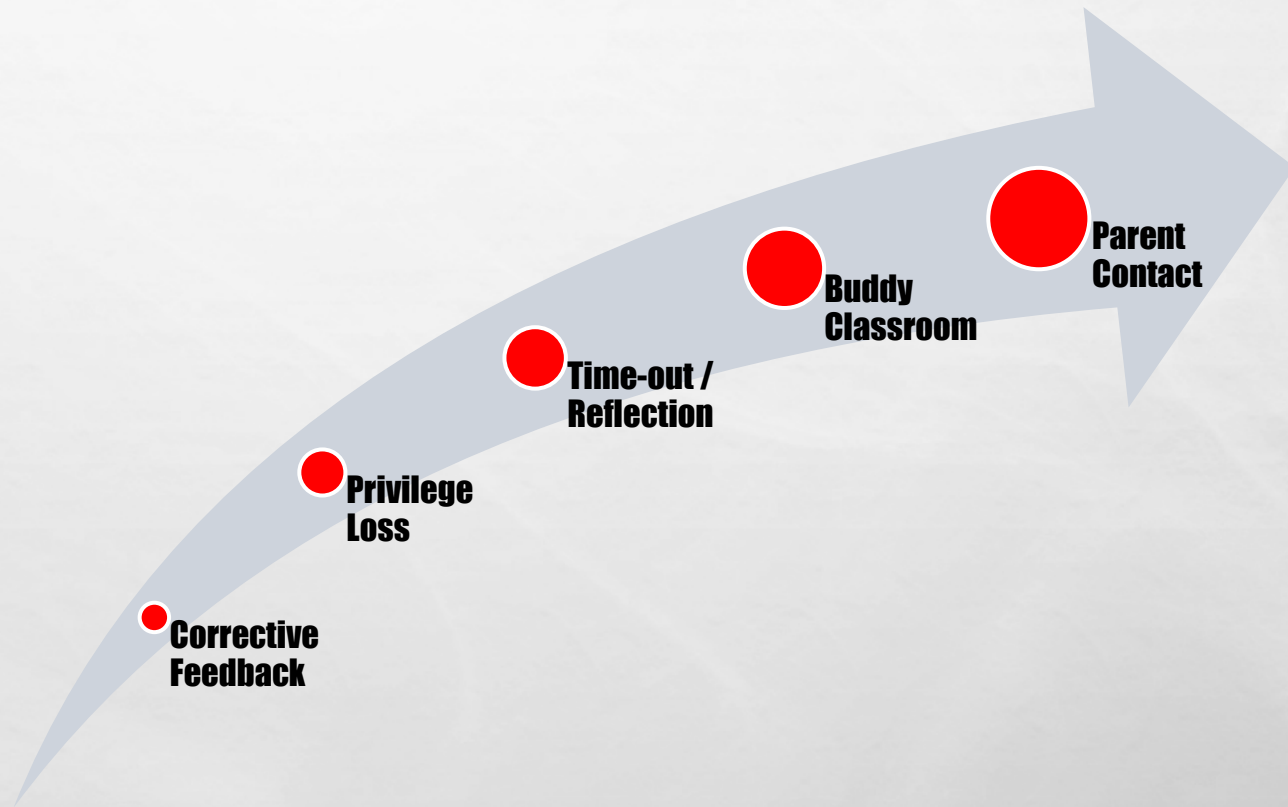 Corrective
Feedback
Privilege
Loss
Time-out /
Reflection
Buddy
Classroom
Parent
Contact